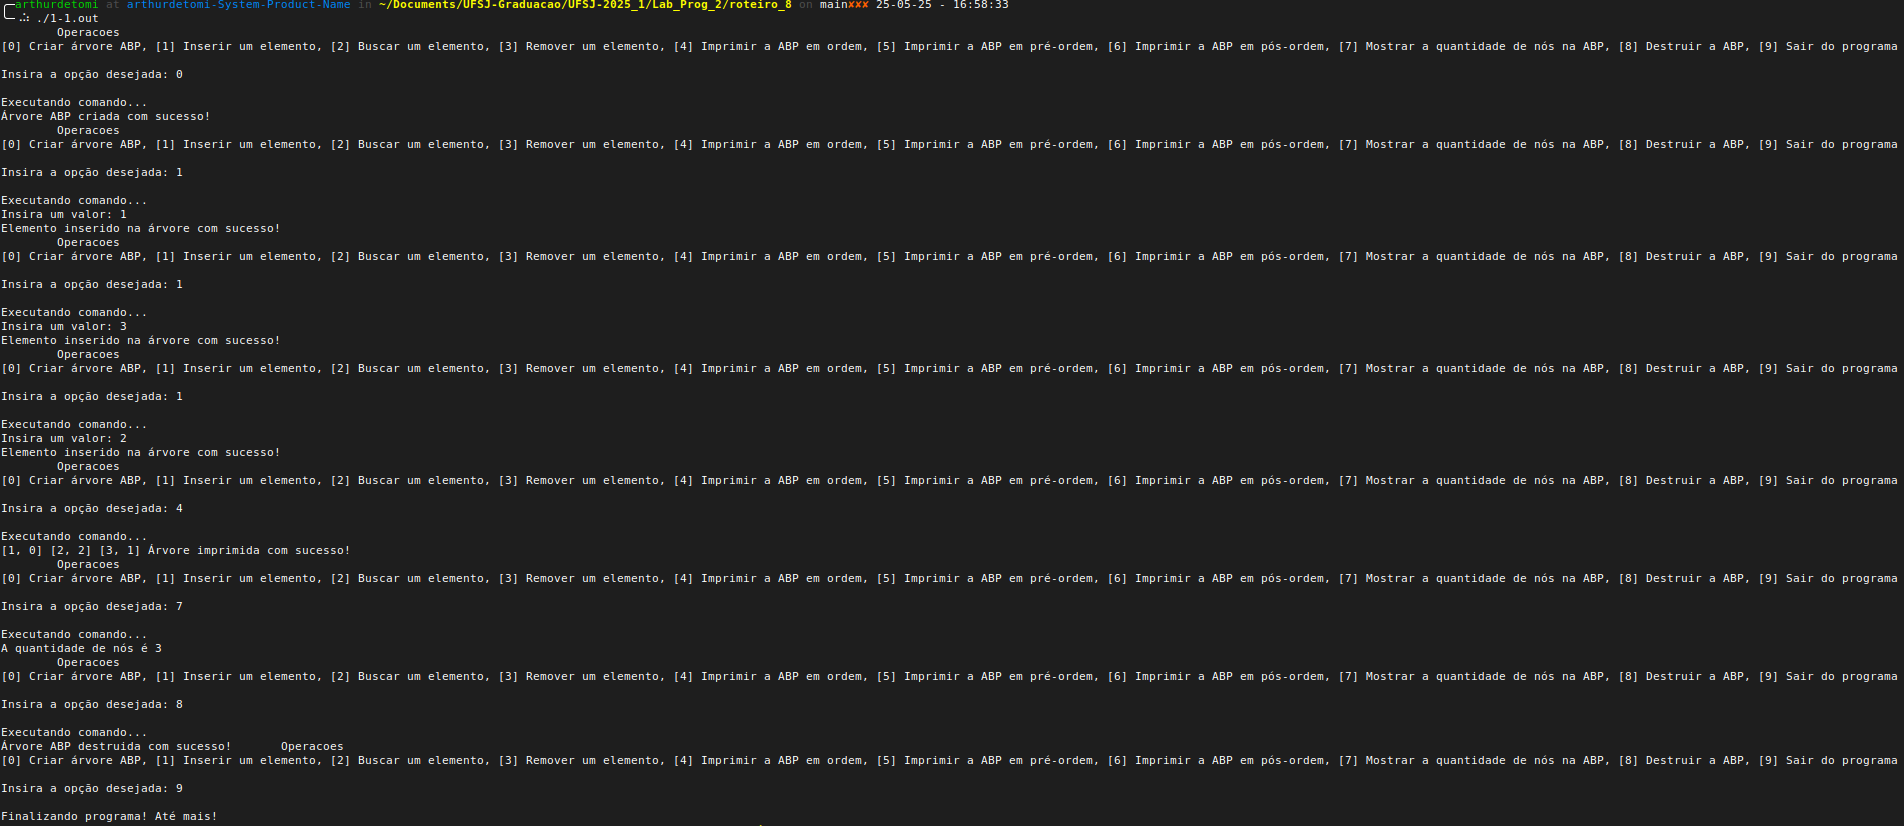 arthurdetomi at arthurdetomi-System-Product-Name in ~/Documents/UFSJ-Graduacao/UFSJ-2025_1/Lab_Prog_2/roteiro_8 on main✘✘✘ 25-05-25 - 16:58:33
./1-1.out
Operacoes
[0] Criar árvore ABP, [1] Inserir um elemento, [2] Buscar um elemento, [3] Remover um elemento, [4] Imprimir a ABP em ordem, [5] Imprimir a ABP em pré-ordem, [6] Imprimir a ABP em pós-ordem, [7] Mostrar a quantidade de nós na ABP, [8] Destruir a ABP, [9] Sair do programa
Insira a opção desejada: 0
Executando comando...
Árvore ABP criada com sucesso!
Operacoes
[0] Criar árvore ABP, [1] Inserir um elemento, [2] Buscar um elemento, [3] Remover um elemento, [4] Imprimir a ABP em ordem, [5] Imprimir a ABP em pré-ordem, [6] Imprimir a ABP em pós-ordem, [7] Mostrar a quantidade de nós na ABP, [8] Destruir a ABP, [9] Sair do programa
Insira a opção desejada: 1
Executando comando...
Insira um valor: 1
Elemento inserido na árvore com sucesso!
Operacoes
[0] Criar árvore ABP, [1] Inserir um elemento, [2] Buscar um elemento, [3] Remover um elemento, [4] Imprimir a ABP em ordem, [5] Imprimir a ABP em pré-ordem, [6] Imprimir a ABP em pós-ordem, [7] Mostrar a quantidade de nós na ABP, [8] Destruir a ABP, [9] Sair do programa
Insira a opção desejada: 1
Executando comando...
Insira um valor: 3
Elemento inserido na árvore com sucesso!
Operacoes
[0] Criar árvore ABP, [1] Inserir um elemento, [2] Buscar um elemento, [3] Remover um elemento, [4] Imprimir a ABP em ordem, [5] Imprimir a ABP em pré-ordem, [6] Imprimir a ABP em pós-ordem, [7] Mostrar a quantidade de nós na ABP, [8] Destruir a ABP, [9] Sair do programa
Insira a opção desejada: 1
Executando comando...
Insira um valor: 2
Elemento inserido na árvore com sucesso!
Operacoes
[0] Criar árvore ABP, [1] Inserir um elemento, [2] Buscar um elemento, [3] Remover um elemento, [4] Imprimir a ABP em ordem, [5] Imprimir a ABP em pré-ordem, [6] Imprimir a ABP em pós-ordem, [7] Mostrar a quantidade de nós na ABP, [8] Destruir a ABP, [9] Sair do programa
Insira a opção desejada: 4
Executando comando...
[1, 0] [2, 2] [3, 1] Árvore imprimida com sucesso!
Operacoes
[0] Criar árvore ABP, [1] Inserir um elemento, [2] Buscar um elemento, [3] Remover um elemento, [4] Imprimir a ABP em ordem, [5] Imprimir a ABP em pré-ordem, [6] Imprimir a ABP em pós-ordem, [7] Mostrar a quantidade de nós na ABP, [8] Destruir a ABP, [9] Sair do programa
Insira a opção desejada: 7
Executando comando...
A quantidade de nós é 3
Operacoes
[0] Criar árvore ABP, [1] Inserir um elemento, [2] Buscar um elemento, [3] Remover um elemento, [4] Imprimir a ABP em ordem, [5] Imprimir a ABP em pré-ordem, [6] Imprimir a ABP em pós-ordem, [7] Mostrar a quantidade de nós na ABP, [8] Destruir a ABP, [9] Sair do programa
Insira a opção desejada: 8
Executando comando...
Árvore ABP destruida com sucesso! Operacoes
[0] Criar árvore ABP, [1] Inserir um elemento, [2] Buscar um elemento, [3] Remover um elemento, [4] Imprimir a ABP em ordem, [5] Imprimir a ABP em pré-ordem, [6] Imprimir a ABP em pós-ordem, [7] Mostrar a quantidade de nós na ABP, [8] Destruir a ABP, [9] Sair do programa
Insira a opção desejada: 9
Finalizando programa! Até mais!